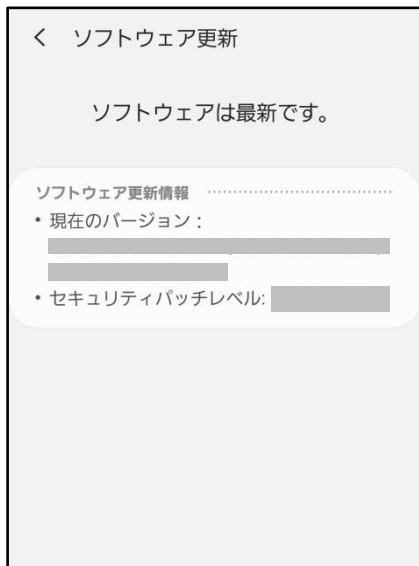 ソフトウェア更新
ソフトウェアは最新です。
ソフトウェア更新情報
• 現在のバージョン :
• セキュリティパッチレベル: